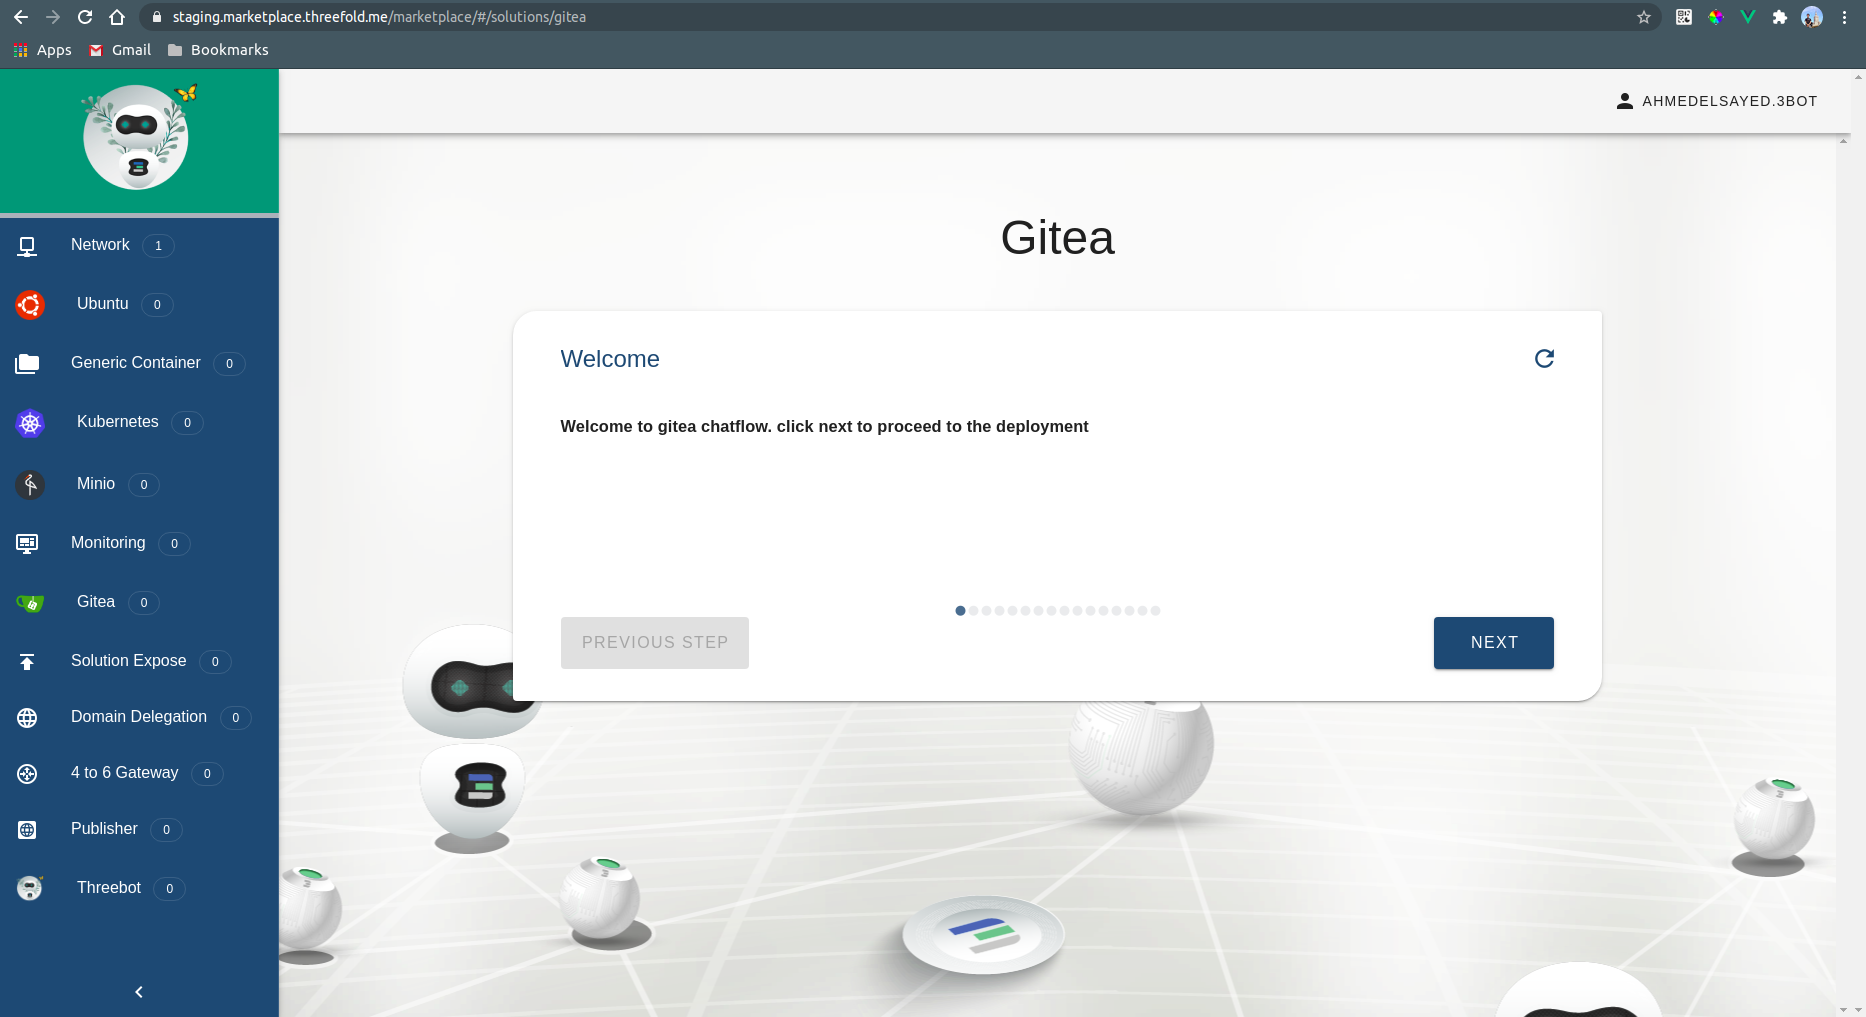 staging.marketplace.threefold.me/marketplace/#/solutions/gitea
Apps
Gmail
Bookmarks
AHMEDELSAYED.3BOT
Network 1
Ubuntu 0
Generic Container 0
Kubernetes 0
Minio 0
Monitoring 0
Gitea 0
Solution Expose 0
Domain Delegation 0
4 to 6 Gateway 0
Publisher 0
Threebot 0
Gitea
Welcome
Welcome to gitea chatflow. click next to proceed to the deployment
PREVIOUS STEP
NEXT